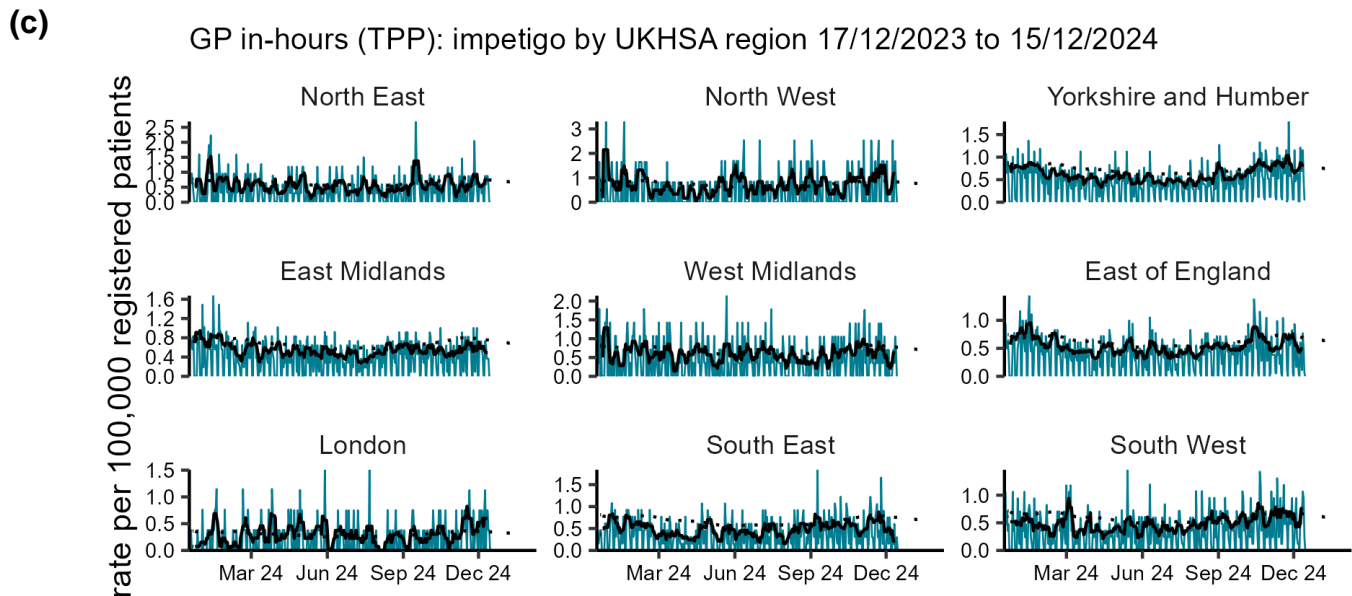 (c)
GP in-hours (TPP): impetigo by UKHSA region 17/12/2023 to 15/12/2024
rate per 100,000 registered patients
North East
2.5
2.0
1.5
1.0
0.5
0.0
North West
3
2
1
0
Yorkshire and Humber
1.5
1.0
0.5
0.0
East Midlands
1.6
1.2
0.8
0.4
0.0
West Midlands
2.0
1.5
1.0
0.5
0.0
East of England
1.0
0.5
0.0
London
1.5
1.0
0.5
0.0
Mar 24 Jun 24 Sep 24 Dec 24
South East
1.5
1.0
0.5
0.0
Mar 24 Jun 24 Sep 24 Dec 24
South West
1.0
0.5
0.0
Mar 24 Jun 24 Sep 24 Dec 24